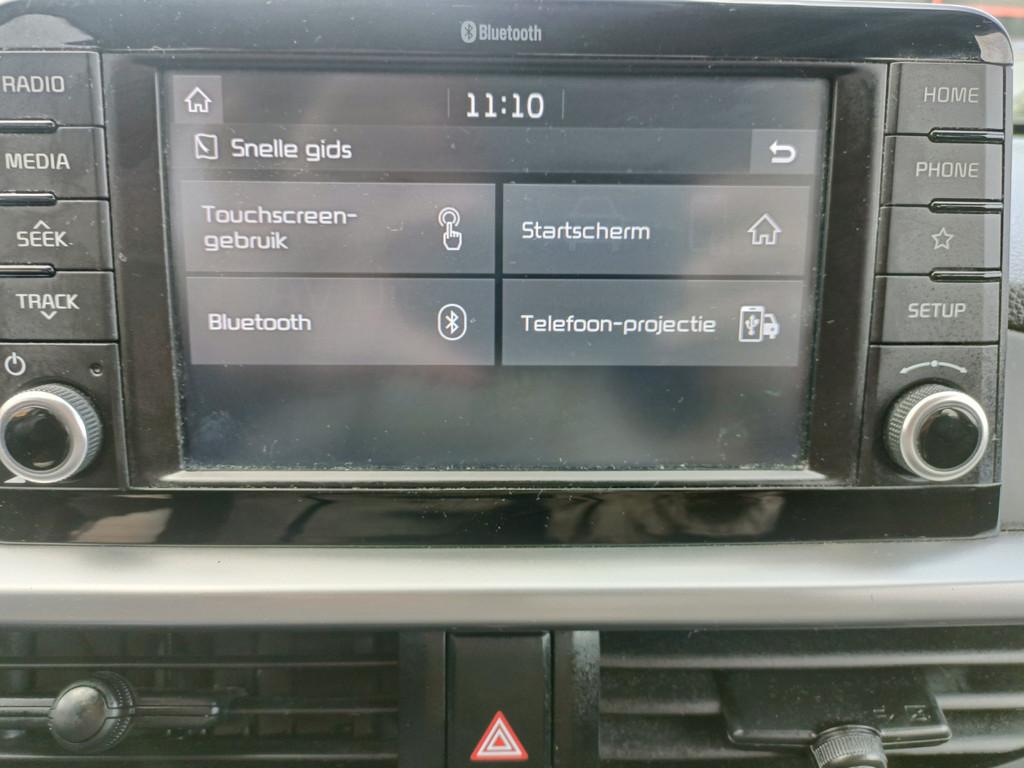 Bluetooth
RADIO
MEDIA
SEEK
TRACK
11:10
Snelle gids
Touchscreen-
gebruik
Startscherm
Bluetooth
Telefoon-projectie
HOME
PHONE
SETUP